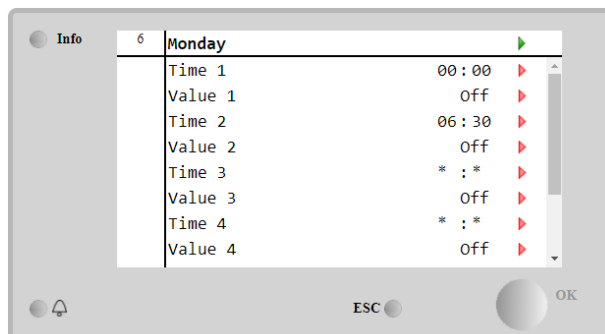 Info
6 Monday
Time 1 00:00
Value 1 Off
Time 2 06:30
Value 2 Off
Time 3 * :*
Value 3 Off
Time 4 * :*
Value 4 Off
ESC
OK